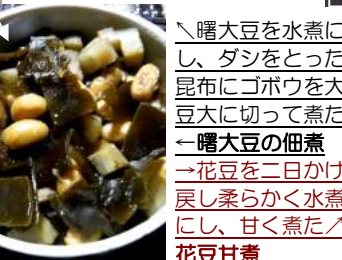 ↖曙大豆を水煮に
し、ダシをとった
昆布にゴボウを大
豆大に切って煮た
←曙大豆の佃煮
→花豆を二日かけ
戻し柔らかく水煮
にし、甘く煮た↗
花豆甘煮